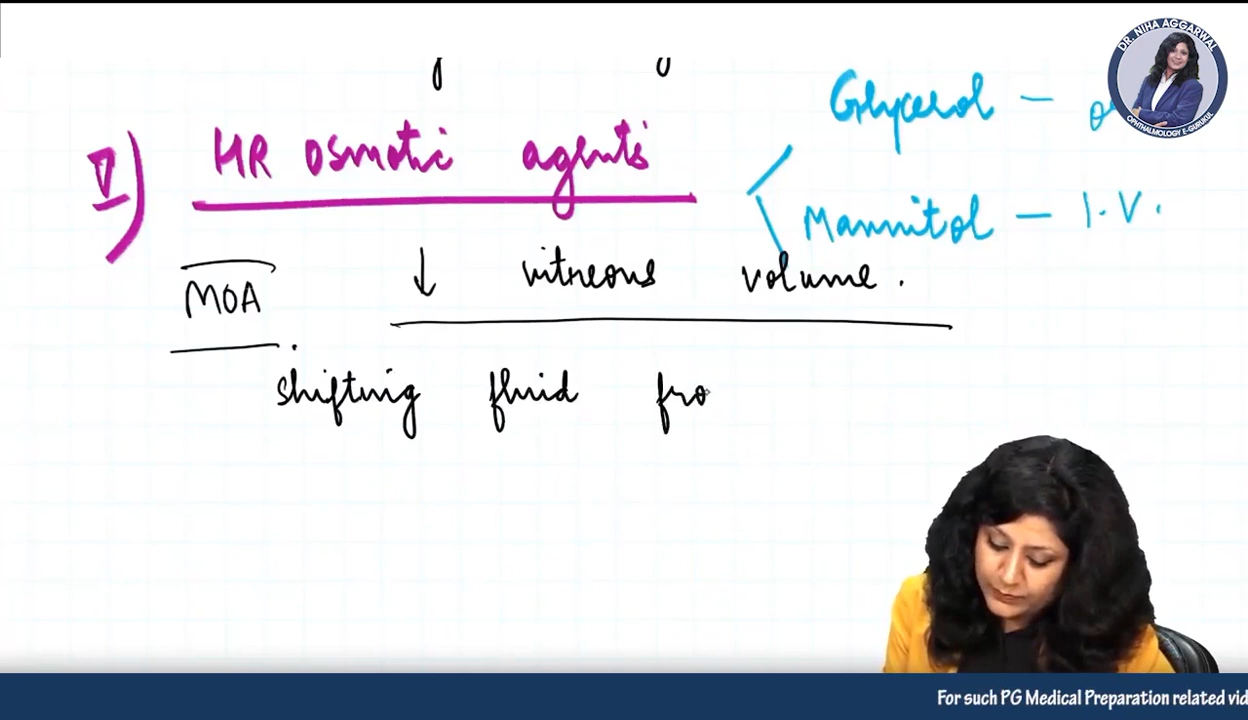 DR. NIHA AGGARWAL
OPHTHALMOLOGY E-GURUKUL
Glycerol - o
V) HR osmotic agents
Mannitol - I.V.
MOA ↓ vitreous volume.
shifting fluid fro
For such PG Medical Preparation related vid